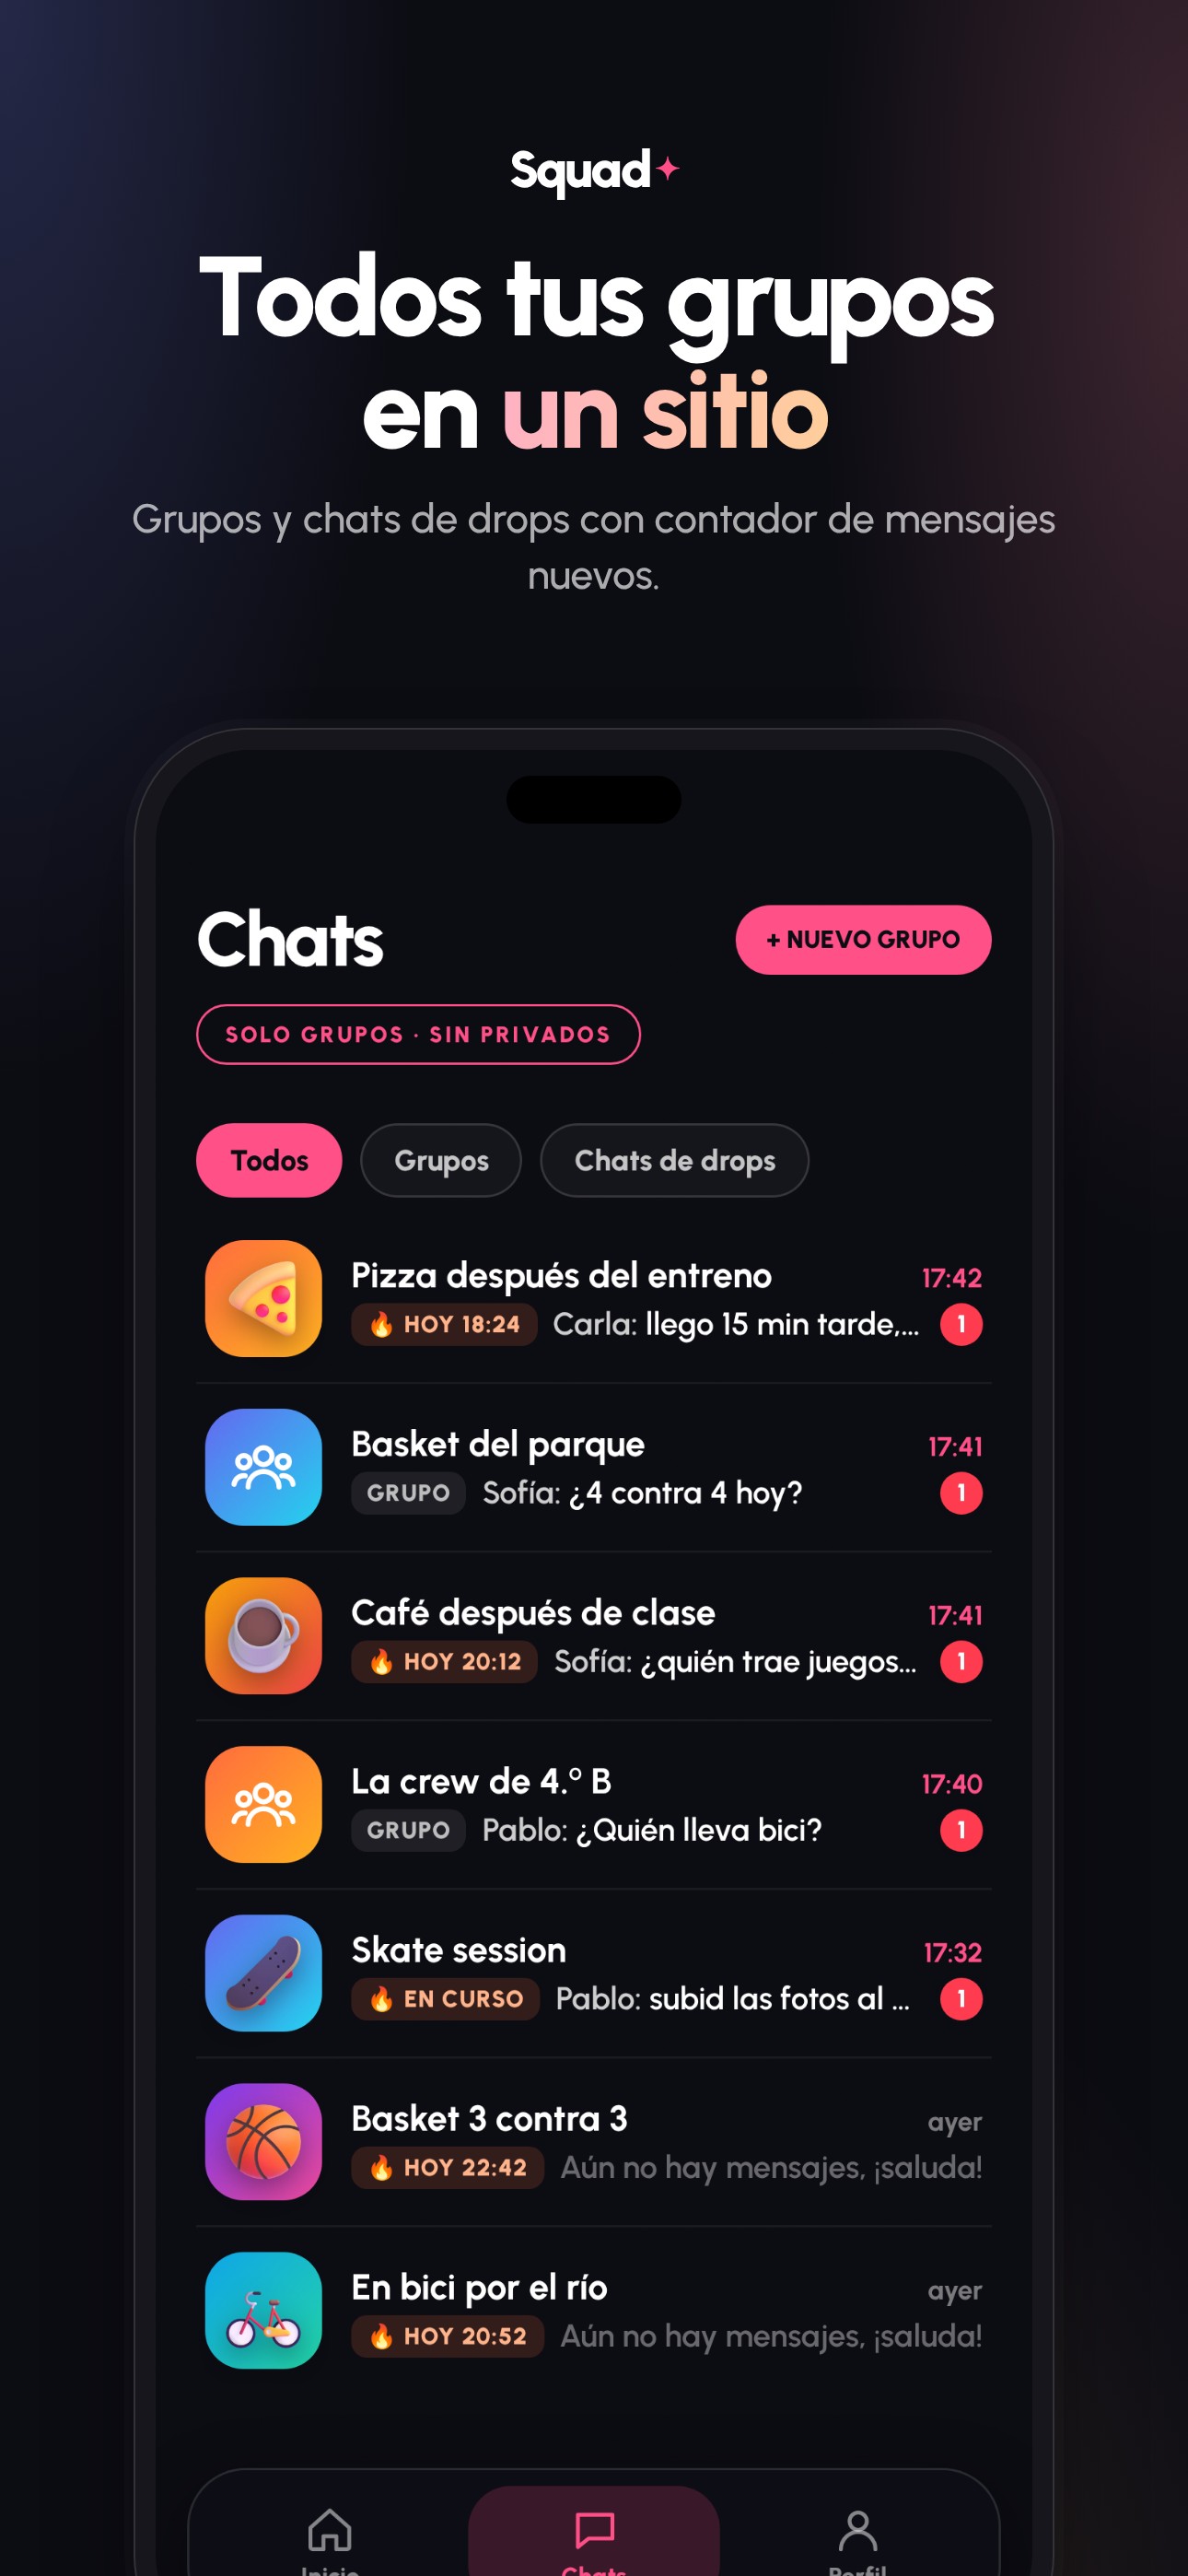 Squad
Todos tus grupos
en un sitio
Grupos y chats de drops con contador de mensajes
nuevos.
Chats
+ NUEVO GRUPO
SOLO GRUPOS · SIN PRIVADOS
Todos
Grupos
Chats de drops
Pizza después del entreno
17:42
🔥 HOY 18:24
Carla: llego 15 min tarde,...
1
Basket del parque
17:41
GRUPO
Sofía: ¿4 contra 4 hoy?
1
Café después de clase
17:41
🔥 HOY 20:12
Sofía: ¿quién trae juegos...
1
La crew de 4.º B
17:40
GRUPO
Pablo: ¿Quién lleva bici?
1
Skate session
17:32
🔥 EN CURSO
Pablo: subid las fotos al ...
1
Basket 3 contra 3
ayer
🔥 HOY 22:42
Aún no hay mensajes, ¡saluda!
En bici por el río
ayer
🔥 HOY 20:52
Aún no hay mensajes, ¡saluda!
Inicio
Chats
Perfil